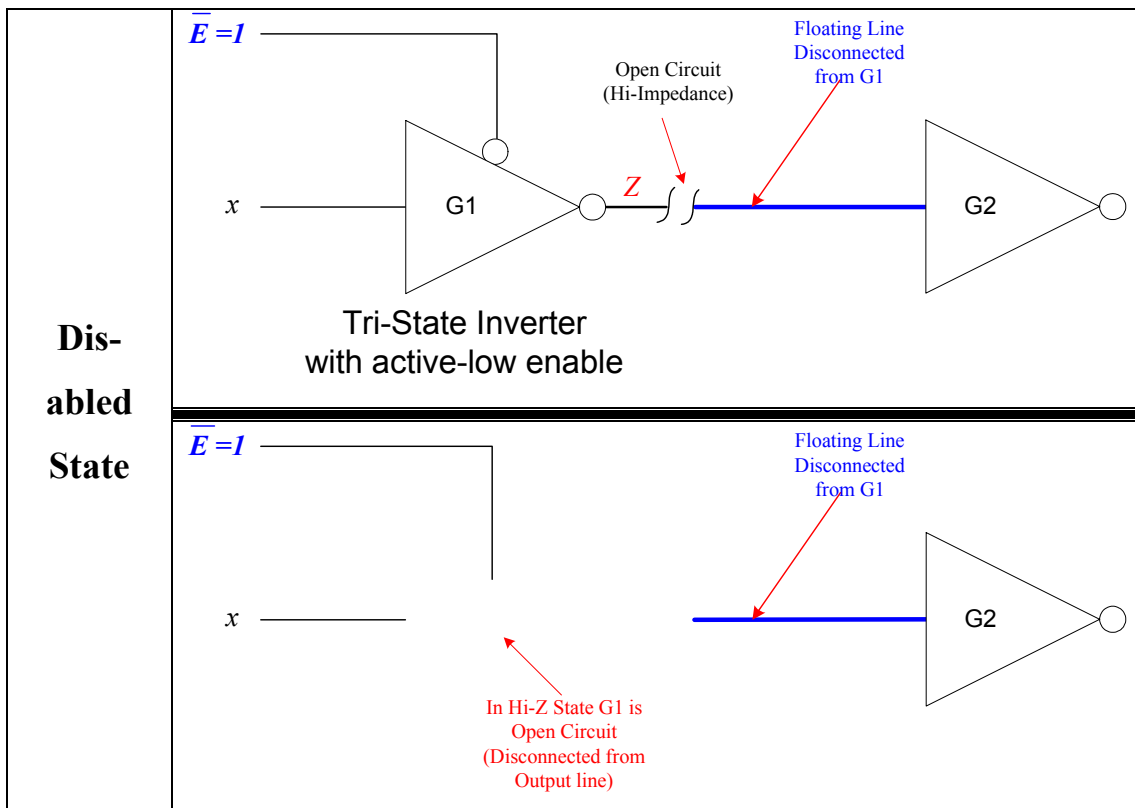 Dis-
abled
State
E̅ =1
Floating Line
Disconnected
from G1
Open Circuit
(Hi-Impedance)
Z
x
G1
G2
Tri-State Inverter
with active-low enable
E̅ =1
Floating Line
Disconnected
from G1
x
G2
In Hi-Z State G1 is
Open Circuit
(Disconnected from
Output line)